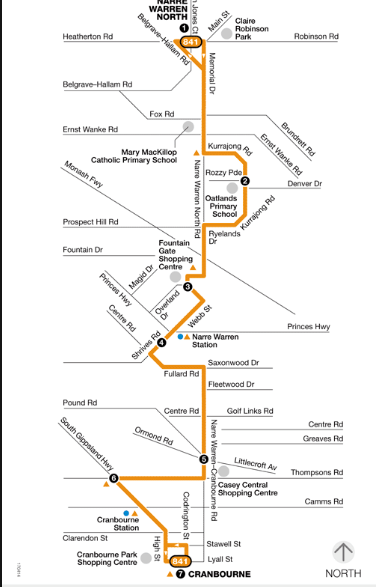 NARRE
WARREN
NORTH
1
841
Main St
Claire
Robinson
Park
Heatherton Rd
Robinson Rd
Belgrave–Hallam Rd
Memorial Dr
Belgrave–Hallam Rd
Fox Rd
Ernst Wanke Rd
Brundrett Rd
Mary MacKillop
Catholic Primary School
Kurrajong Rd
Ernst Wanke Rd
Monash Fwy
Narre Warren North Rd
Rozzy Pde
2
Denver Dr
Oatlands
Primary
School
Kurrajong Rd
Prospect Hill Rd
Ryelands
Dr
Fountain Dr
Fountain
Gate
Shopping
Centre
Magid Dr
Princes Hwy
3
Overland
Dr
Webb St
Centre Rd
Princes Hwy
Shrives Rd
4
Narre Warren
Station
Saxonwood Dr
Fullard Rd
Fleetwood Dr
Pound Rd
Centre Rd
Golf Links Rd
South Gippsland Hwy
Ormond Rd
Narre Warren–Cranbourne Rd
Centre Rd
Greaves Rd
5
Littlecroft Av
Thompsons Rd
6
Casey Central
Shopping Centre
Camms Rd
Codrington St
Cranbourne
Station
Clarendon St
High St
Stawell St
Cranbourne Park
Shopping Centre
841
Lyall St
7 CRANBOURNE
NORTH